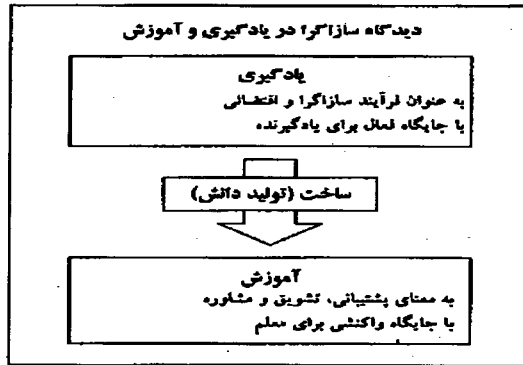 دیدگاه سازاگرا در یادگیری و آموزش
یادگیری
به عنوان فرآیند سازاگرا و اقتضائی
با جایگاه فعال برای یادگیرنده
ساخت (تولید دانش)
آموزش
به معنای پشتیبانی، تشویق و مشاوره
با جایگاه واکنشی برای معلم